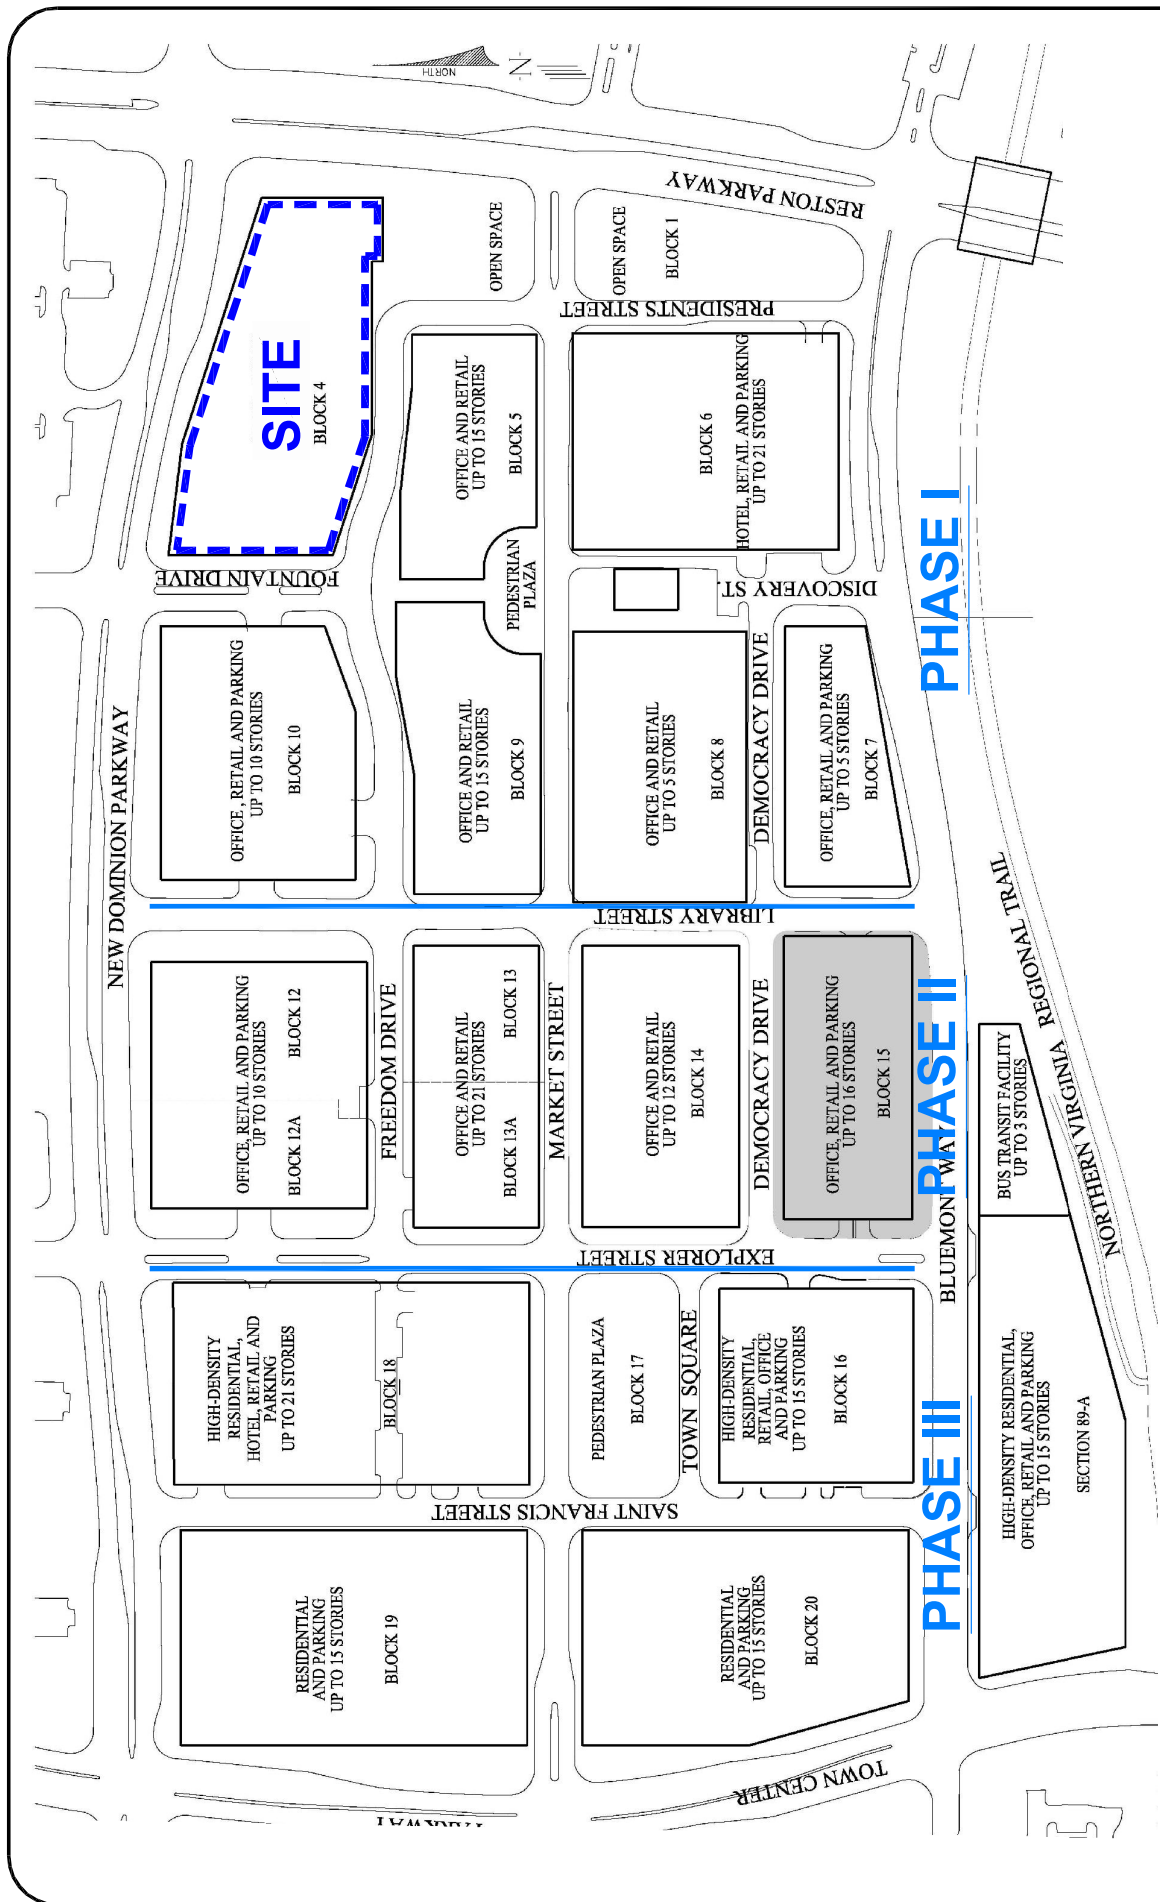 NORTH
-N-
RESTON PARKWAY
OPEN SPACE
OPEN SPACE
BLOCK 1
PRESIDENTS STREET
SITE
BLOCK 4
OFFICE AND RETAIL
UP TO 15 STORIES
BLOCK 5
BLOCK 6
HOTEL, RETAIL AND PARKING
UP TO 21 STORIES
PHASE I
FOUNTAIN DRIVE
PEDESTRIAN
PLAZA
DISCOVERY ST.
NEW DOMINION PARKWAY
OFFICE , RETAIL AND PARKING
UP TO 10 STORIES
BLOCK 10
OFFICE AND RETAIL
UP TO 15 STORIES
BLOCK 9
OFFICE AND RETAIL
UP TO 5 STORIES
BLOCK 8
DEMOCRACY DRIVE
OFFICE, RETAIL AND PARKING
UP TO 5 STORIES
BLOCK 7
LIBRARY STREET
NORTHERN VIRGINIA REGIONAL TRAIL
OFFICE, RETAIL AND PARKING
UP TO 10 STORIES
BLOCK 12A
BLOCK 12
FREEDOM DRIVE
OFFICE AND RETAIL
UP TO 21 STORIES
BLOCK 13A
BLOCK 13
MARKET STREET
OFFICE AND RETAIL
UP TO 12 STORIES
BLOCK 14
DEMOCRACY DRIVE
OFFICE, RETAIL AND PARKING
UP TO 16 STORIES
BLOCK 15
PHASE II
BLUEMONT WAY
BUS TRANSIT FACILITY
UP TO 3 STORIES
EXPLORER STREET
HIGH-DENSITY
RESIDENTIAL,
HOTEL, RETAIL AND
PARKING
UP TO 21 STORIES
BLOCK 18
PEDESTRIAN PLAZA
BLOCK 17
TOWN SQUARE
HIGH-DENSITY
RESIDENTIAL,
RETAIL, OFFICE
AND PARKING
UP TO 15 STORIES
BLOCK 16
PHASE III
HIGH-DENSITY RESIDENTIAL,
OFFICE, RETAIL AND PARKING
UP TO 15 STORIES
SECTION 89-A
SAINT FRANCIS STREET
RESIDENTIAL
AND PARKING
UP TO 15 STORIES
BLOCK 19
RESIDENTIAL
AND PARKING
UP TO 15 STORIES
BLOCK 20
TOWN CENTER
PARKWAY